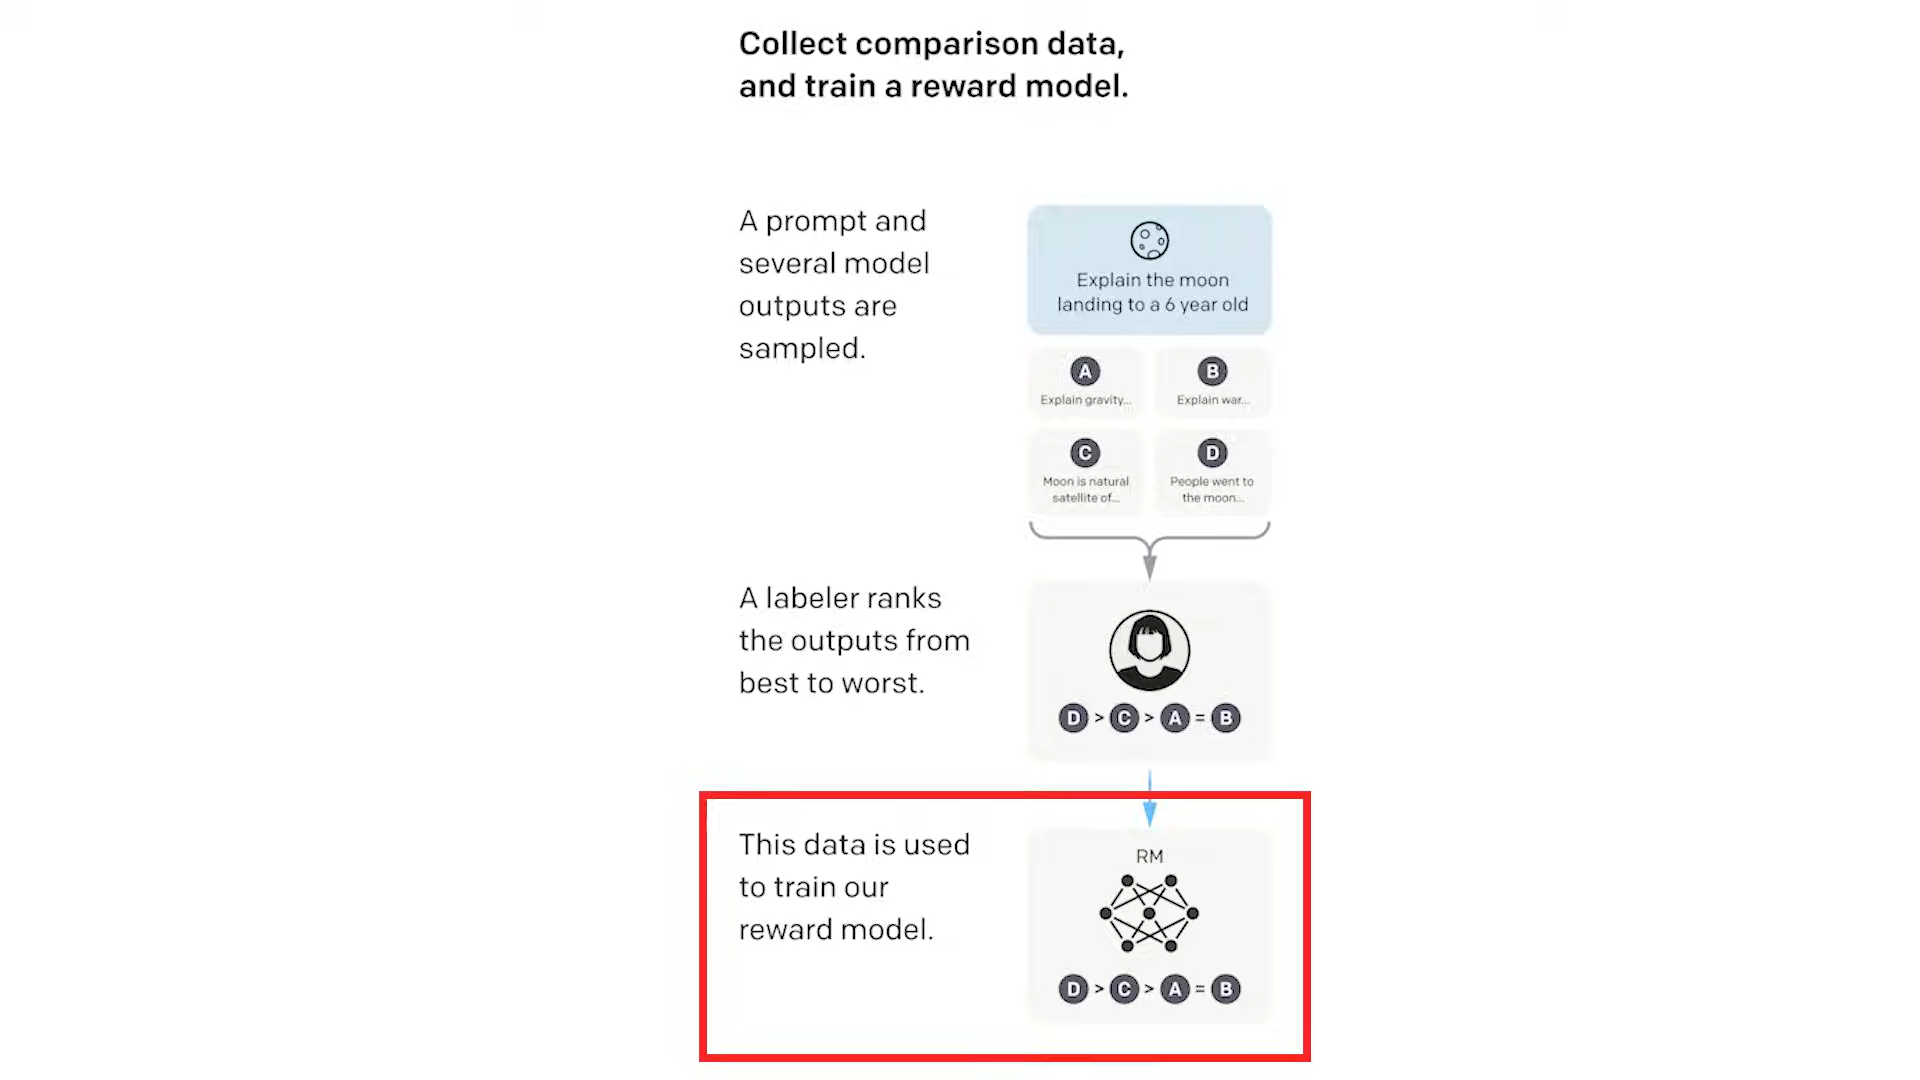 Collect comparison data,
and train a reward model.
A prompt and
several model
outputs are
sampled.
Explain the moon
landing to a 6 year old
A
Explain gravity...
B
Explain war...
C
Moon is natural
satellite of...
D
People went to
the moon...
A labeler ranks
the outputs from
best to worst.
D > C > A = B
This data is used
to train our
reward model.
RM
D > C > A = B